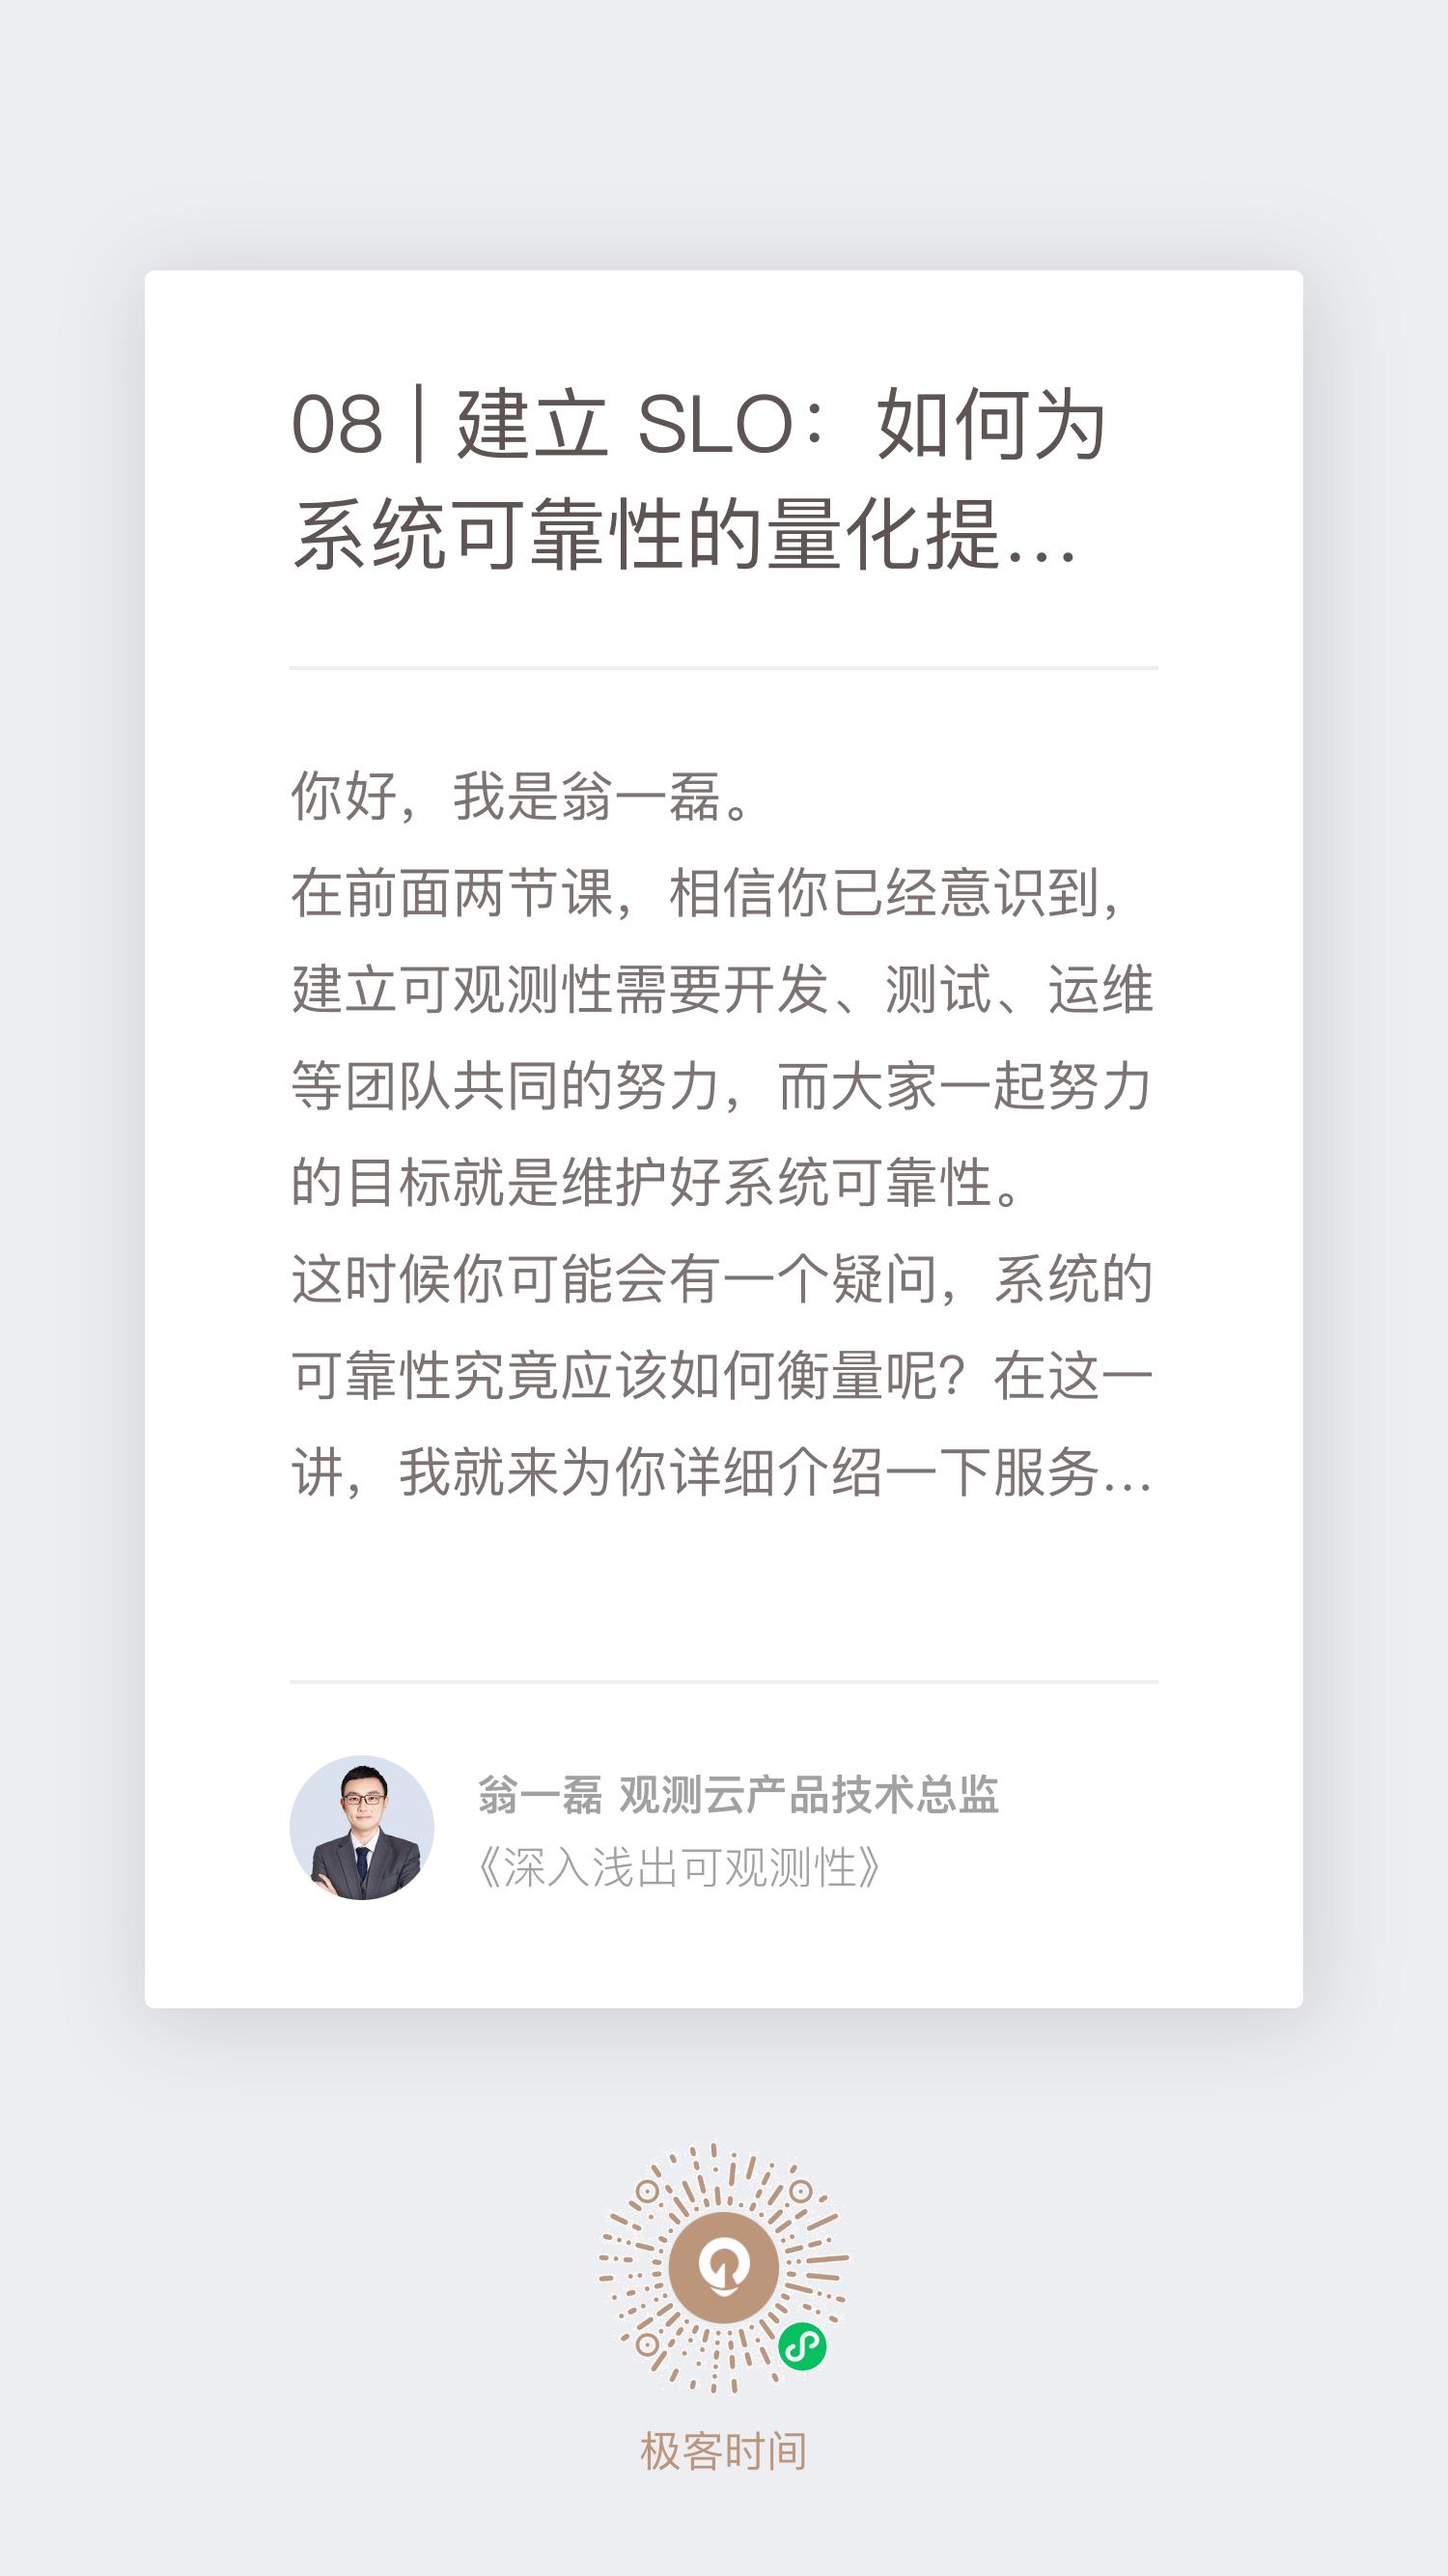 08 | 建立 SLO：如何为
系统可靠性的量化提…
你好，我是翁一磊。
在前面两节课，相信你已经意识到，
建立可观测性需要开发、测试、运维
等团队共同的努力，而大家一起努力
的目标就是维护好系统可靠性。
这时候你可能会有一个疑问，系统的
可靠性究竟应该如何衡量呢？在这一
讲，我就来为你详细介绍一下服务…
翁一磊 观测云产品技术总监
《深入浅出可观测性》
极客时间